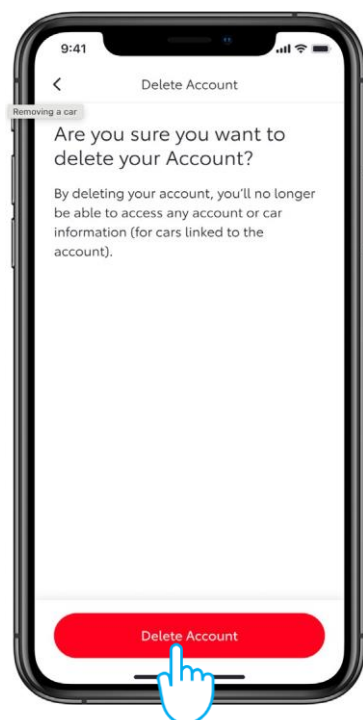 9:41
Delete Account
Removing a car
Are you sure you want to
delete your Account?
By deleting your account, you'll no longer
be able to access any account or car
information (for cars linked to the
account).
Delete Account